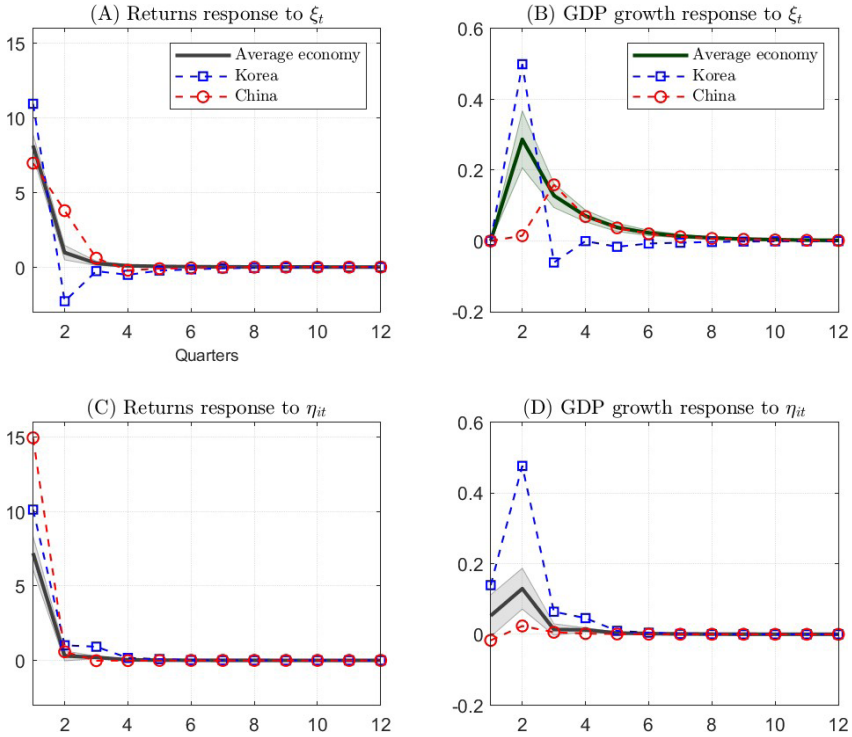 (A) Returns response to ξt
15
10
5
0
2 4 6 8 10 12
Quarters
Average economy
Korea
China
(B) GDP growth response to ξt
0.6
0.4
0.2
0
-0.2
2 4 6 8 10 12
Average economy
Korea
China
(C) Returns response to ηit
15
10
5
0
2 4 6 8 10 12
(D) GDP growth response to ηit
0.6
0.4
0.2
0
-0.2
2 4 6 8 10 12